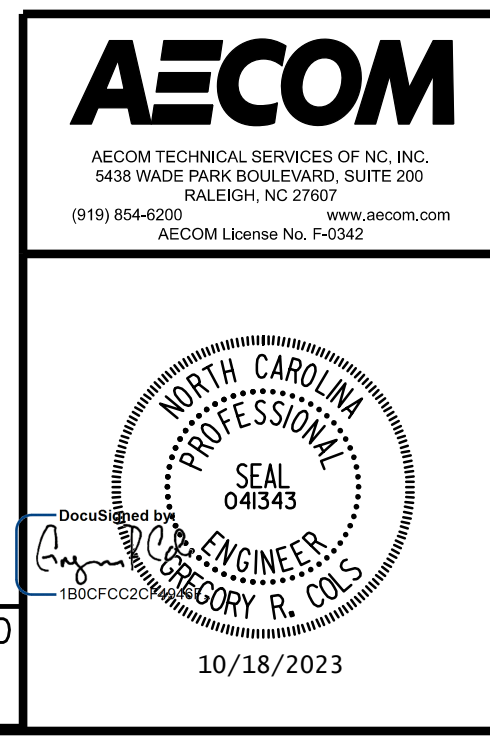 AECOM
AECOM TECHNICAL SERVICES OF NC, INC.
5438 WADE PARK BOULEVARD, SUITE 200
RALEIGH, NC 27607
(919) 854-6200 www.aecom.com
AECOM License No. F-0342
NORTH CAROLINA
PROFESSIONAL
SEAL
041343
ENGINEER
GREGORY R. COLS
DocuSigned by:
1B0CFCC2CF4946F...
10/18/2023